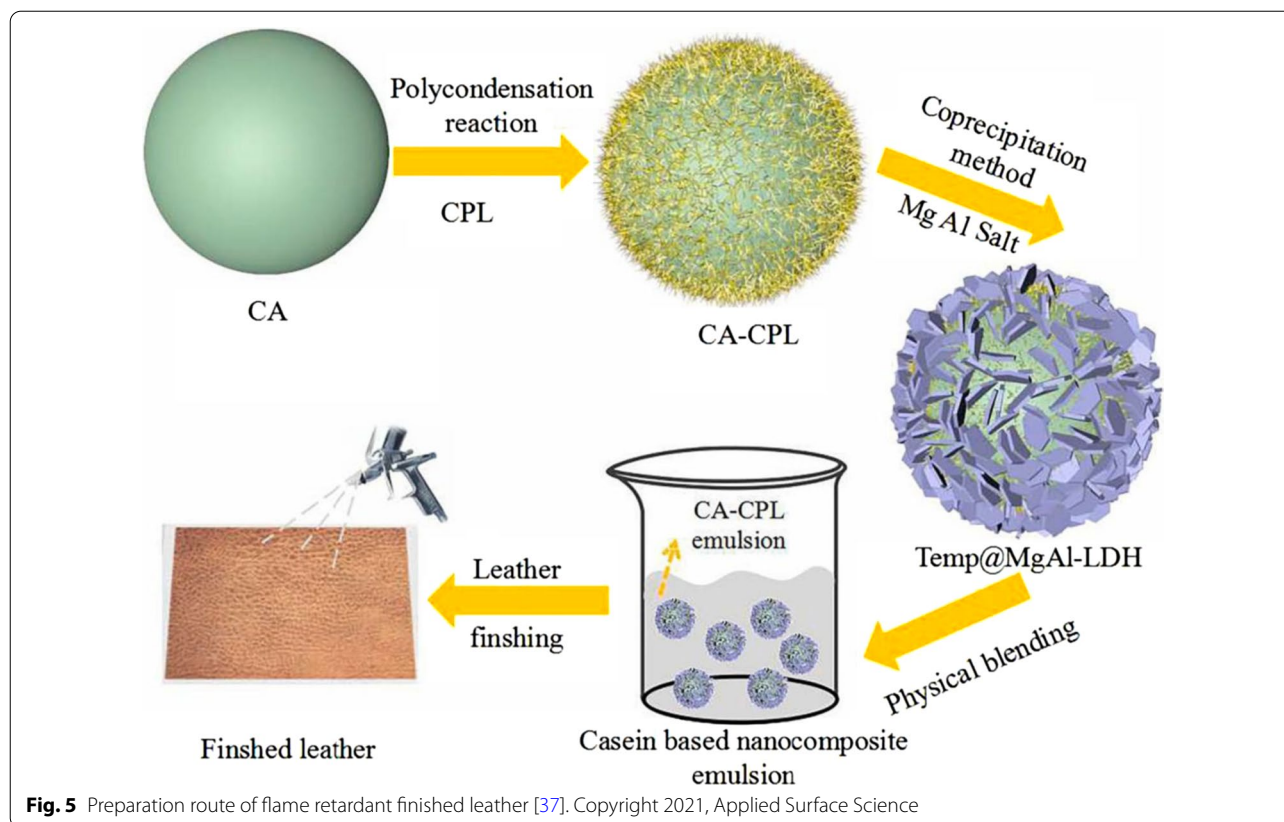 Polycondensation
reaction
CPL
CA
CA-CPL
Coprecipitation
method
Mg Al Salt
Temp@MgAl-LDH
Physical blending
CA-CPL
emulsion
Casein based nanocomposite
emulsion
Leather
finshing
Finshed leather
Fig. 5 Preparation route of flame retardant finished leather [37]. Copyright 2021, Applied Surface Science